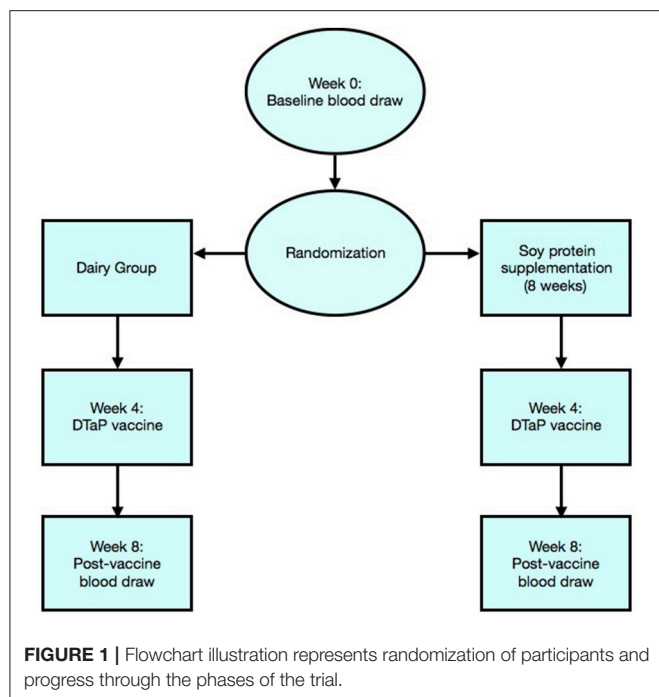 Week 0:
Baseline blood draw
Randomization
Dairy Group
Soy protein
supplementation
(8 weeks)
Week 4:
DTaP vaccine
Week 4:
DTaP vaccine
Week 8:
Post-vaccine
blood draw
Week 8:
Post-vaccine
blood draw
FIGURE 1 | Flowchart illustration represents randomization of participants and
progress through the phases of the trial.